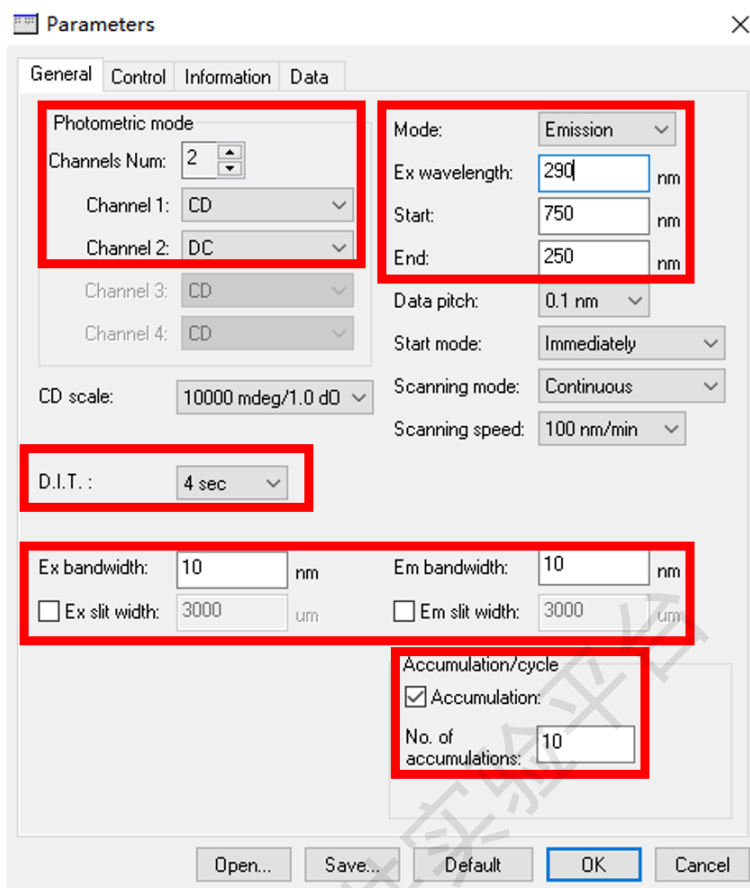 Parameters
General Control Information Data
Photometric mode
Channels Num: 2
Channel 1: CD
Channel 2: DC
Channel 3: CD
Channel 4: CD
CD scale: 10000 mdeg/1.0 dO
D.I.T. : 4 sec
Mode: Emission
Ex wavelength: 290 nm
Start: 750 nm
End: 250 nm
Data pitch: 0.1 nm
Start mode: Immediately
Scanning mode: Continuous
Scanning speed: 100 nm/min
Ex bandwidth: 10 nm
Ex slit width: 3000 um
Em bandwidth: 10 nm
Em slit width: 3000 um
Accumulation/cycle
Accumulation:
No. of
accumulations: 10
Open... Save... Default OK Cancel
实验平台